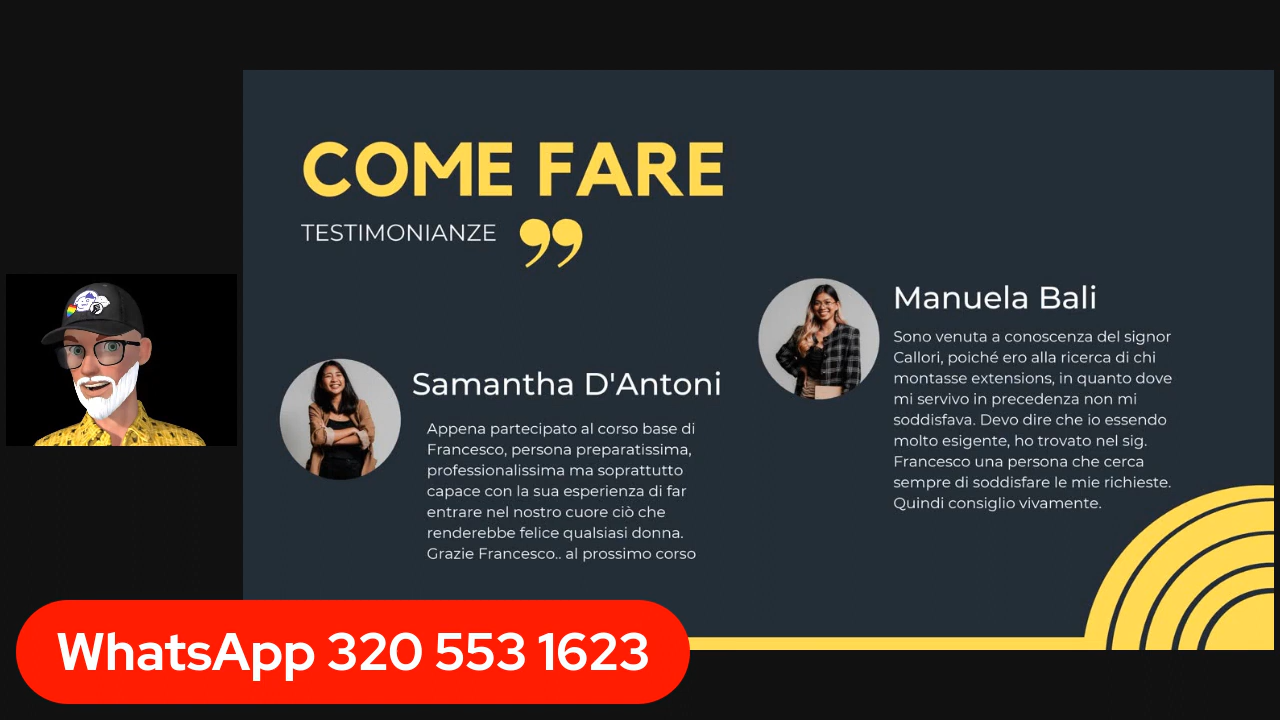 COME FARE
TESTIMONIANZE
Samantha D'Antoni
Appena partecipato al corso base di
Francesco, persona preparatissima,
professionalissima ma soprattutto
capace con la sua esperienza di far
entrare nel nostro cuore ciò che
renderebbe felice qualsiasi donna.
Grazie Francesco.. al prossimo corso
Manuela Bali
Sono venuta a conoscenza del signor
Callori, poiché ero alla ricerca di chi
montasse extensions, in quanto dove
mi servivo in precedenza non mi
soddisfava. Devo dire che io essendo
molto esigente, ho trovato nel sig.
Francesco una persona che cerca
sempre di soddisfare le mie richieste.
Quindi consiglio vivamente.
WhatsApp 320 553 1623